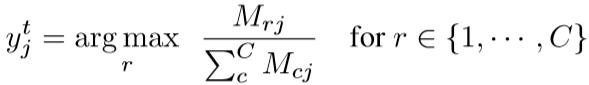 y_j^t = arg max_r M_{rj} / ∑_c^C M_{cj} for r ∈ {1, ⋯ , C}